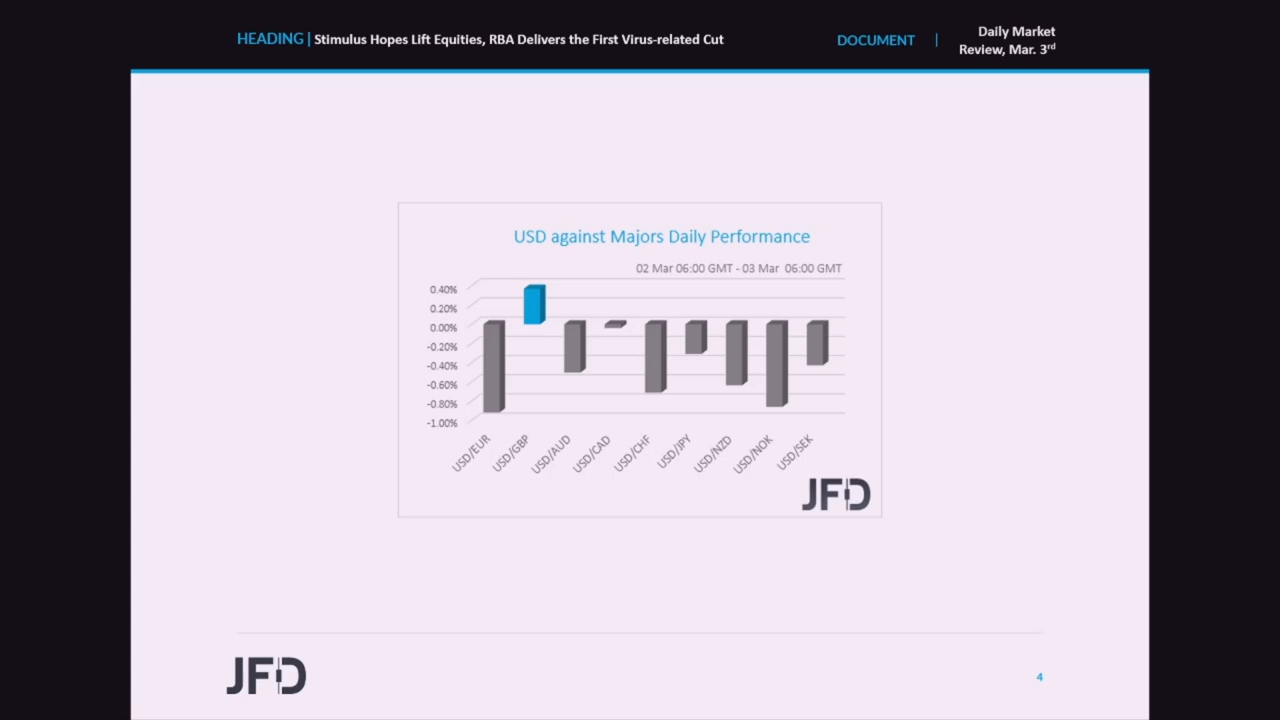 HEADING | Stimulus Hopes Lift Equities, RBA Delivers the First Virus-related Cut
DOCUMENT |
Daily Market
Review, Mar. 3rd
USD against Majors Daily Performance
02 Mar 06:00 GMT - 03 Mar 06:00 GMT
0.40%
0.20%
0.00%
-0.20%
-0.40%
-0.60%
-0.80%
-1.00%
USD/EUR
USD/GBP
USD/AUD
USD/CAD
USD/CHF
USD/JPY
USD/NZD
USD/NOK
USD/SEK
JFD
JFD
4